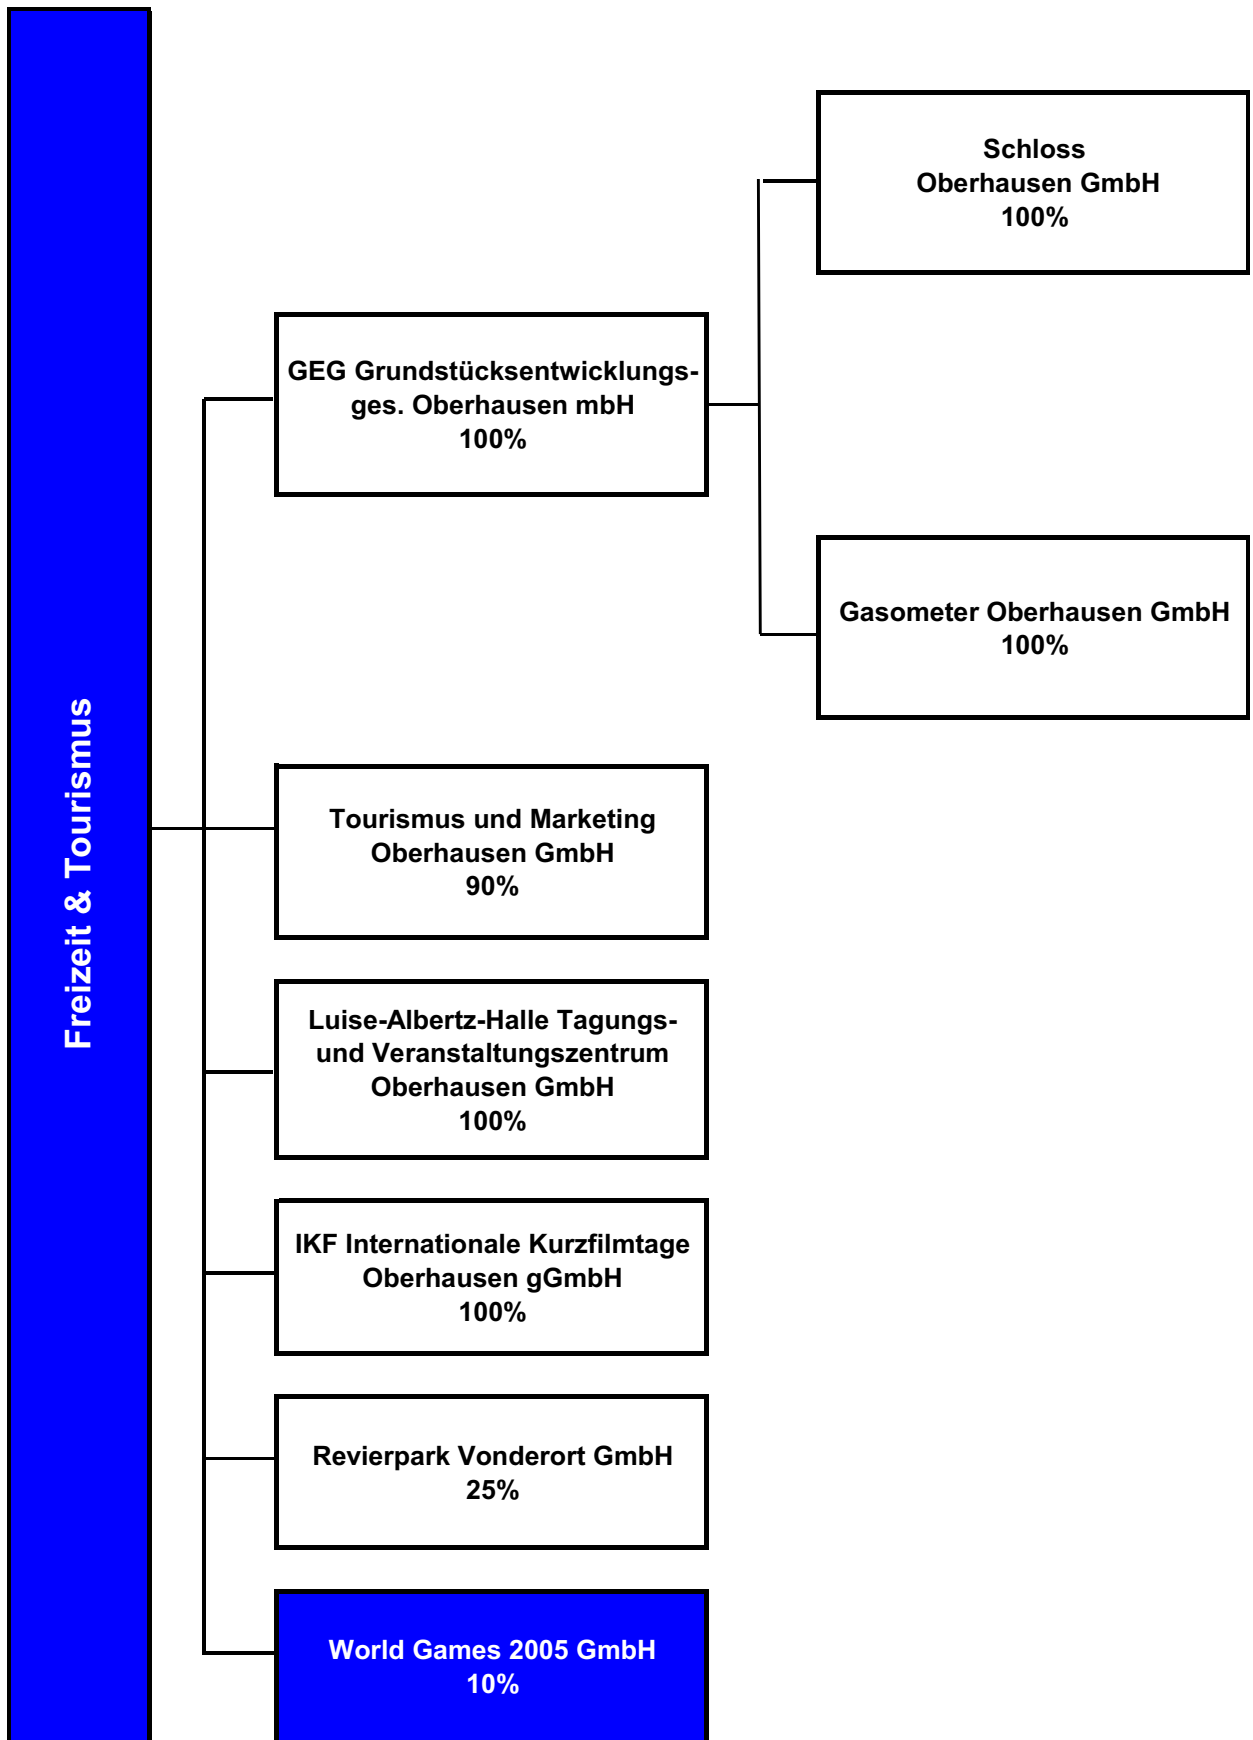 Freizeit & Tourismus
Schloss
Oberhausen GmbH
100%
GEG Grundstücksentwicklungs-
ges. Oberhausen mbH
100%
Gasometer Oberhausen GmbH
100%
Tourismus und Marketing
Oberhausen GmbH
90%
Luise-Albertz-Halle Tagungs-
und Veranstaltungszentrum
Oberhausen GmbH
100%
IKF Internationale Kurzfilmtage
Oberhausen gGmbH
100%
Revierpark Vonderort GmbH
25%
World Games 2005 GmbH
10%